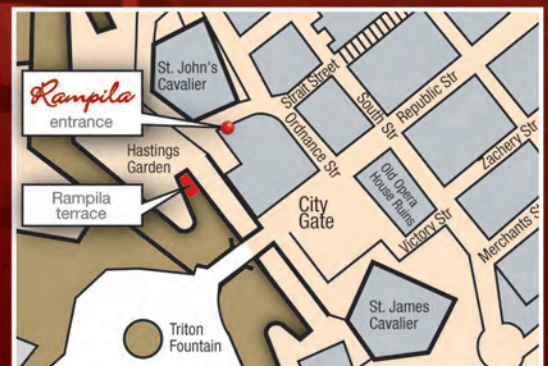 St. John's
Cavalier
Rampila
entrance
Strait Street
South Str
Republic Str
Ordnance Str
Hastings
Garden
Zachery Str
Old Opera
House Ruins
Rampila
terrace
City
Gate
Victory Str
Merchants S
St. James
Cavalier
Triton
Fountain